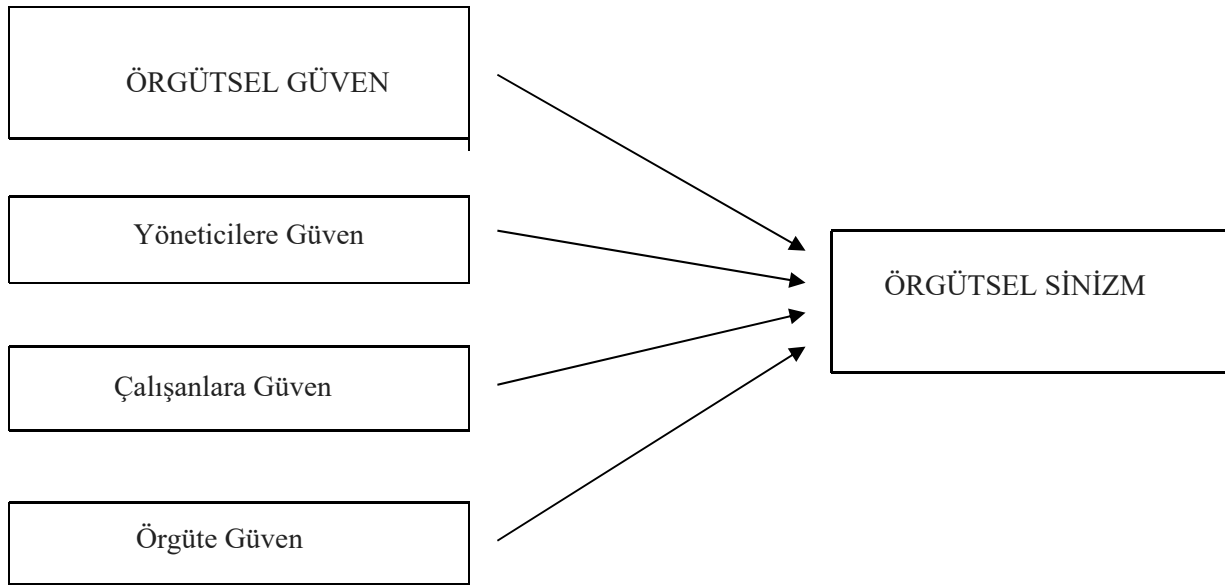 ÖRGÜTSEL GÜVEN
Yöneticilere Güven
ÖRGÜTSEL SİNİZM
Çalışanlara Güven
Örgüte Güven